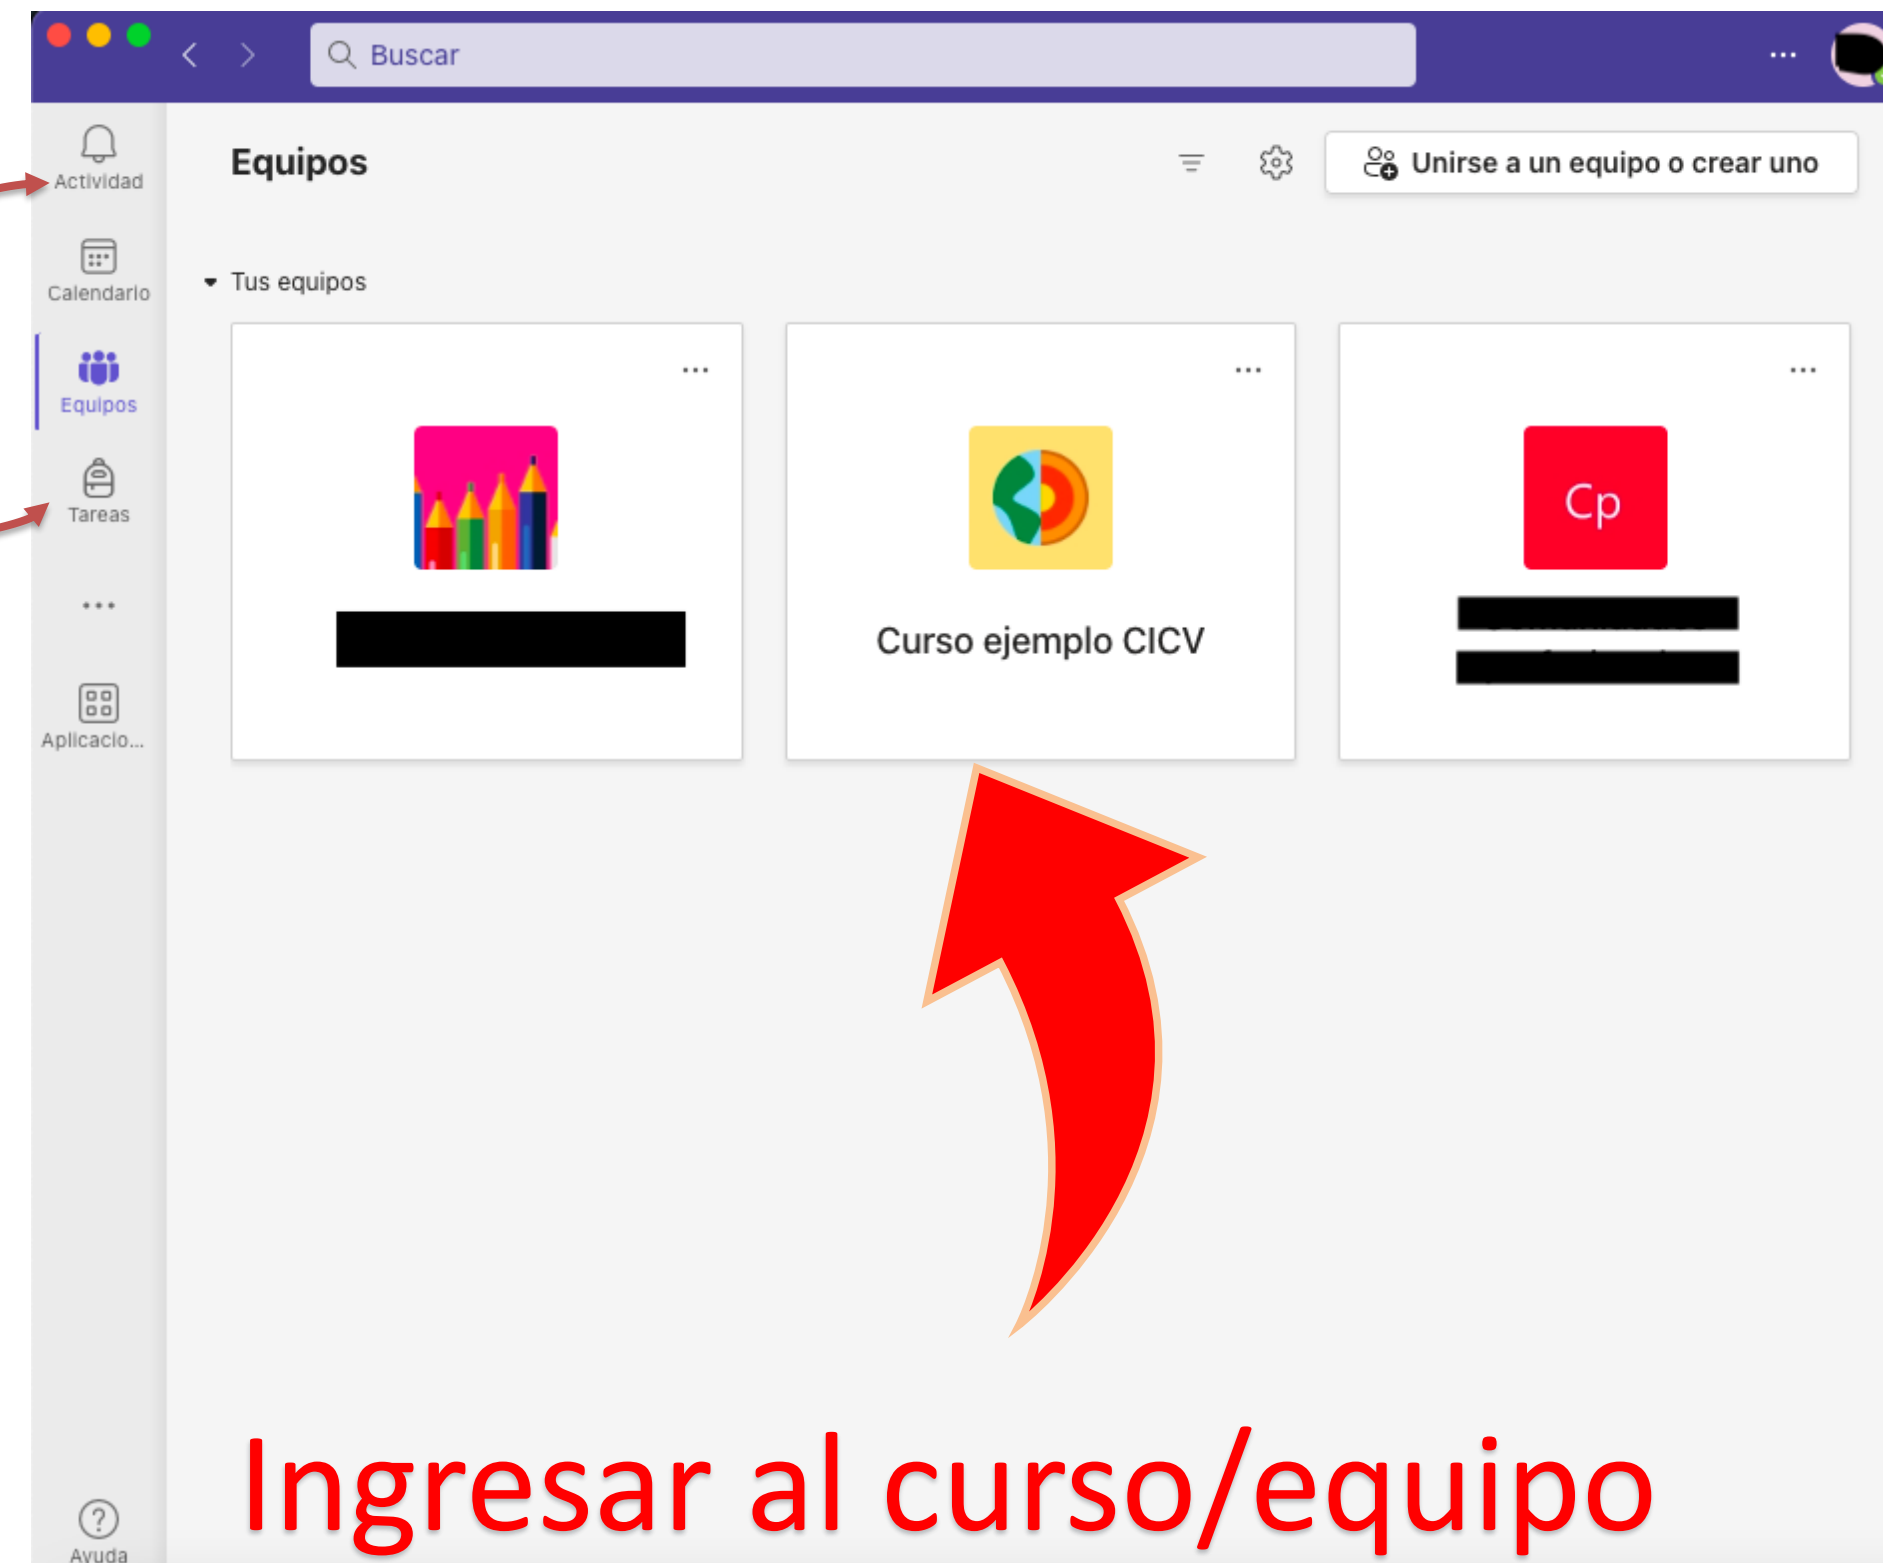 Buscar
Actividad
Calendario
Equipos
Tareas
Aplicacio...
Ayuda
Equipos
Unirse a un equipo o crear uno
Tus equipos
Curso ejemplo CICV
Cp
Ingresar al curso/equipo